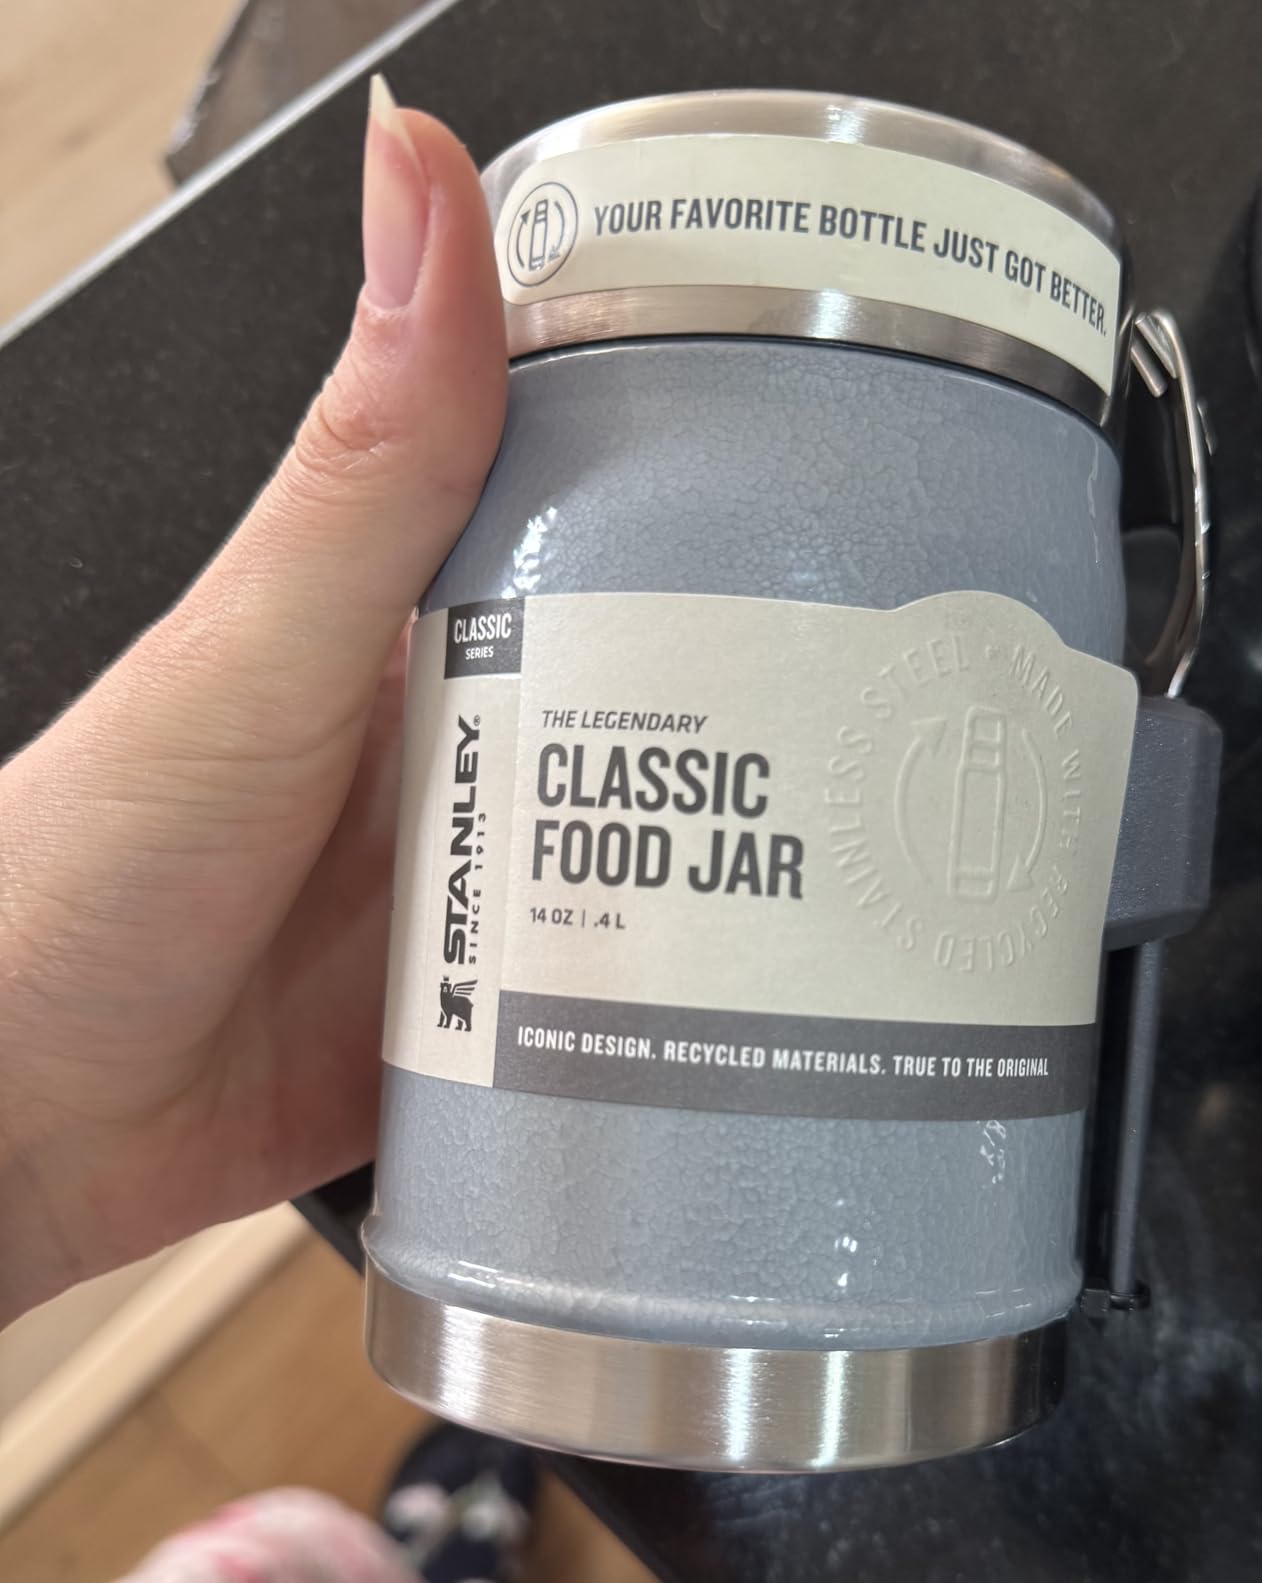 YOUR FAVORITE BOTTLE JUST GOT BETTER.
CLASSIC
SERIES
STANLEY®
SINCE 1913
THE LEGENDARY
CLASSIC
FOOD JAR
14 OZ | .4 L
STAINLESS STEEL • MADE WITH RECYCLED
ICONIC DESIGN. RECYCLED MATERIALS. TRUE TO THE ORIGINAL